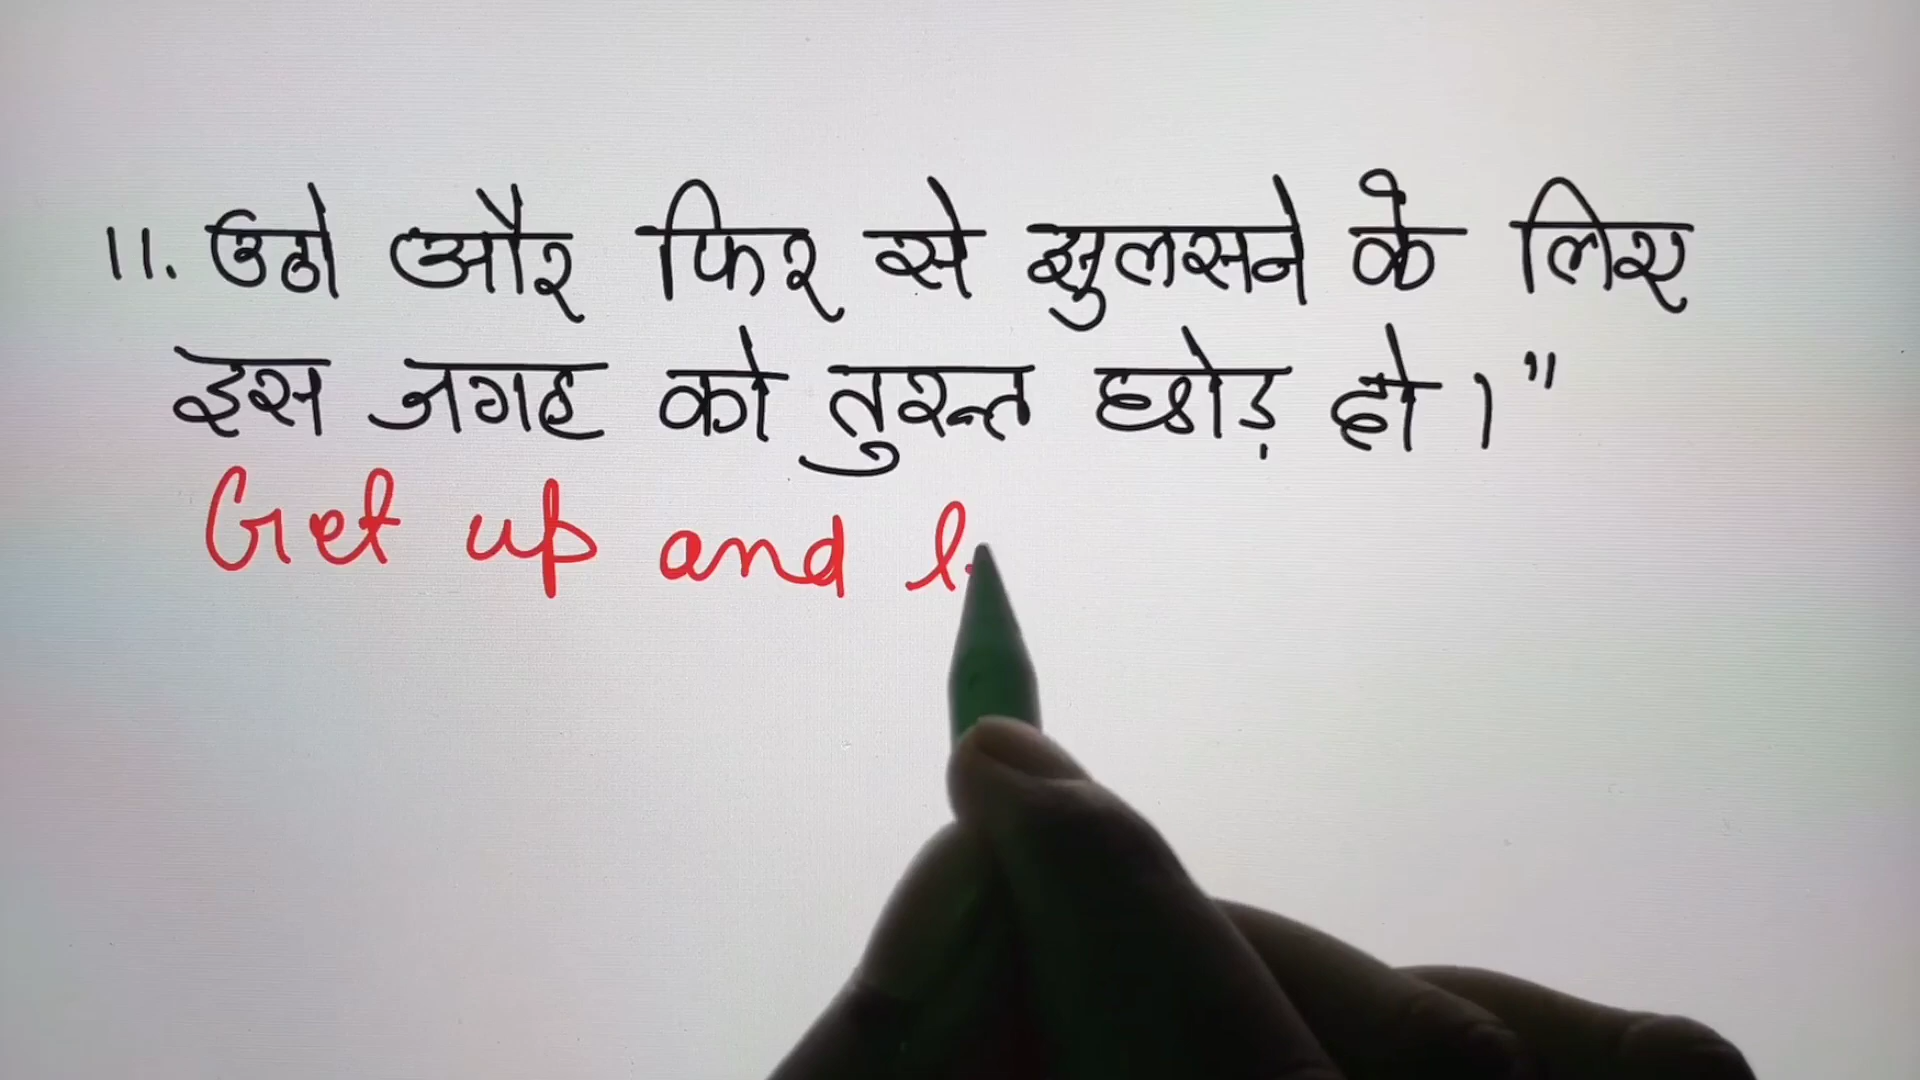 11. उठो और फिर से झुलसने के लिए
इस जगह को तुरन्त छोड़ दो।"
Get up and l